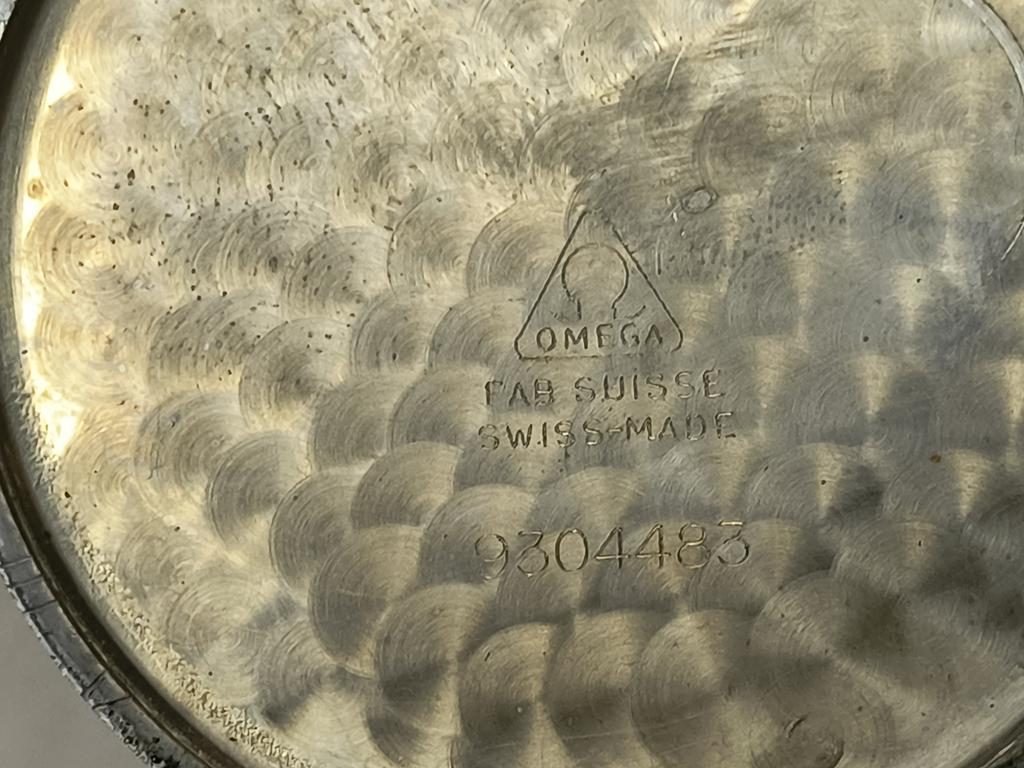 Ω
OMEGA
FAB SUISSE
SWISS-MADE
9304483